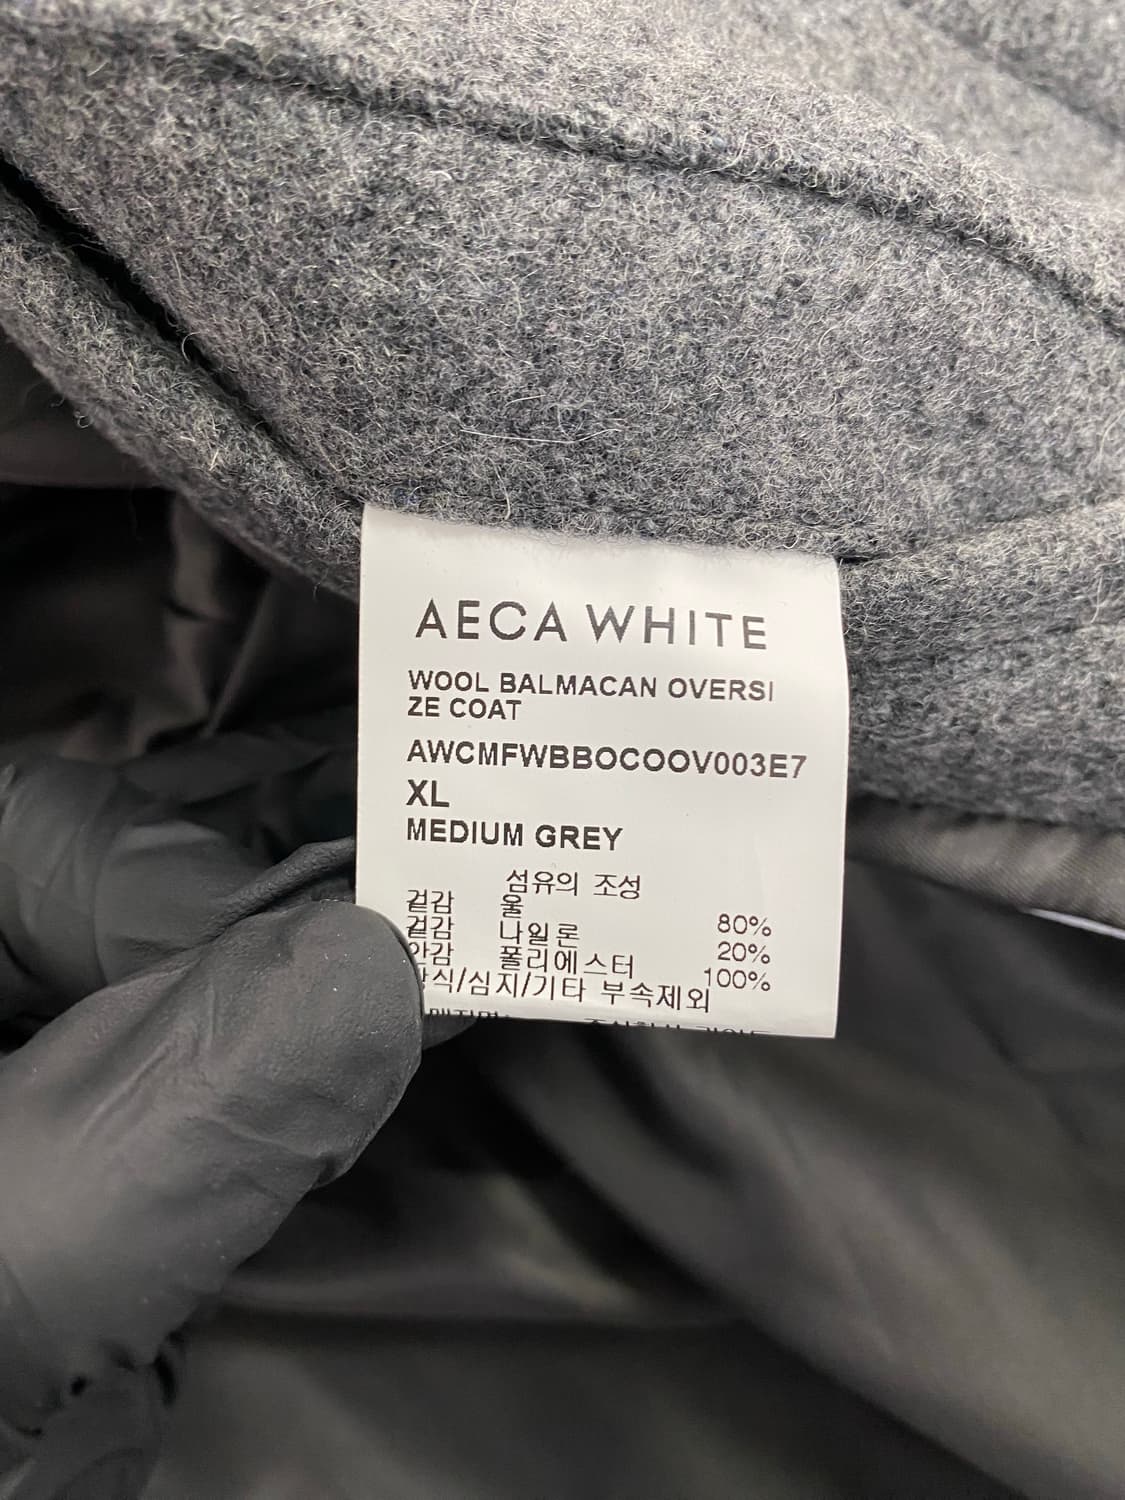 AECA WHITE
WOOL BALMACAN OVERSI
ZE COAT
AWCMFWBBOCOOV003E7
XL
MEDIUM GREY
섬유의 조성
겉감 울 80%
겉감 나일론 20%
안감 폴리에스터 100%
장식/심지/기타 부속제외